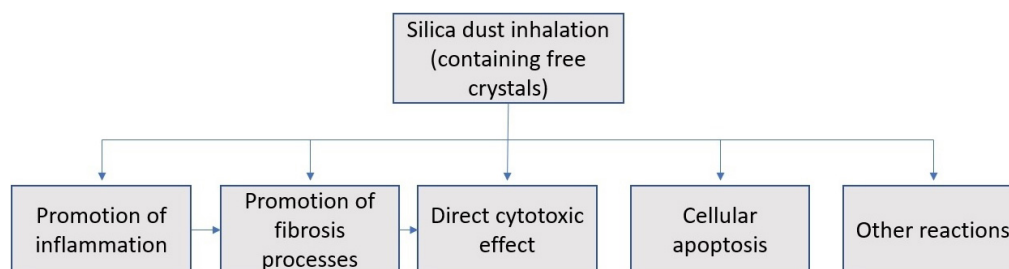 Silica dust inhalation
(containing free
crystals)
Promotion of
inflammation
Promotion of
fibrosis
processes
Direct cytotoxic
effect
Cellular
apoptosis
Other reactions